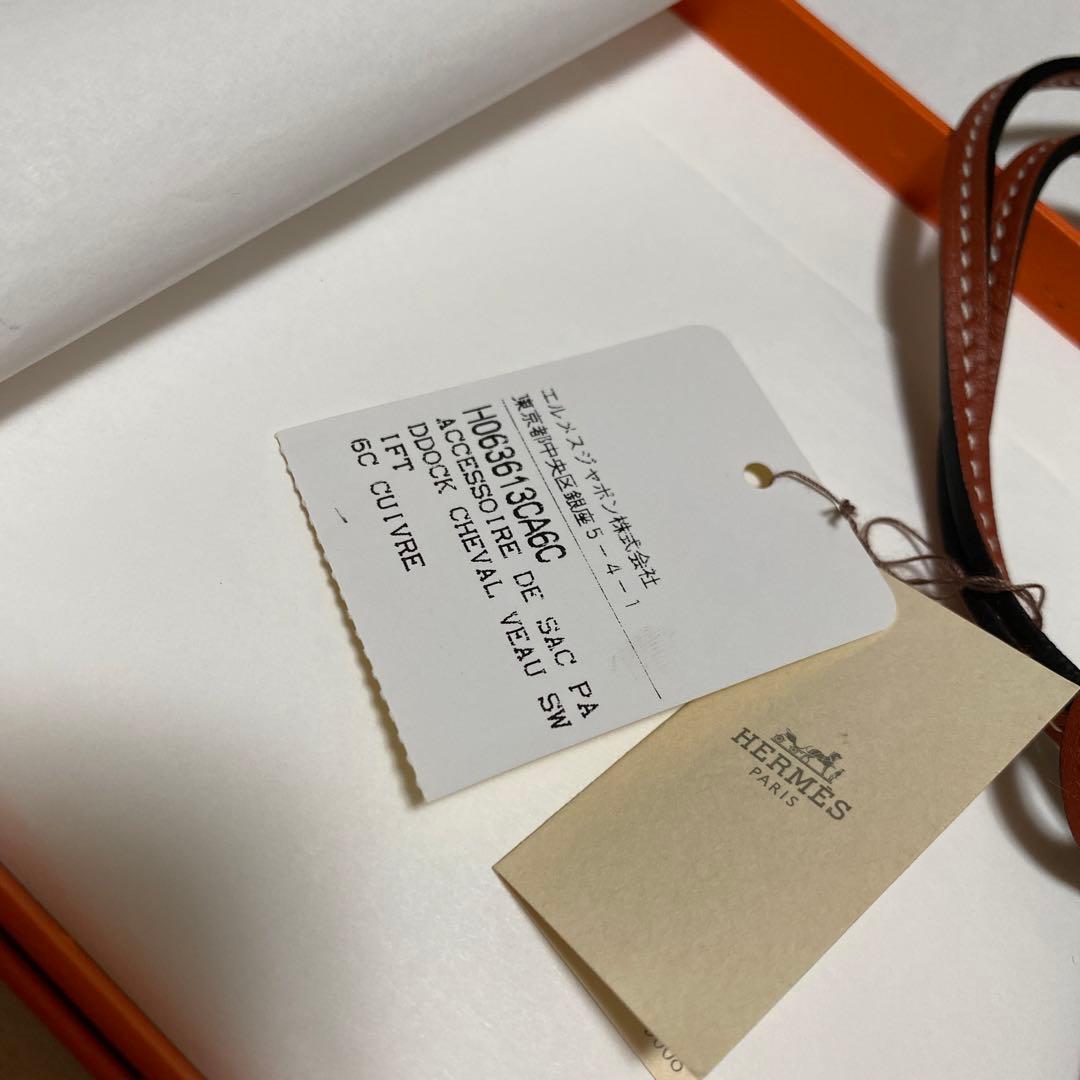 エルメスジャポン株式会社
東京都中央区銀座5-4-1
H063613CA6C
ACCESSOIRE DE SAC PA
DDOCK CHEVAL VEAU SW
IFT
6C CUIVRE
HERMÈS
PARIS